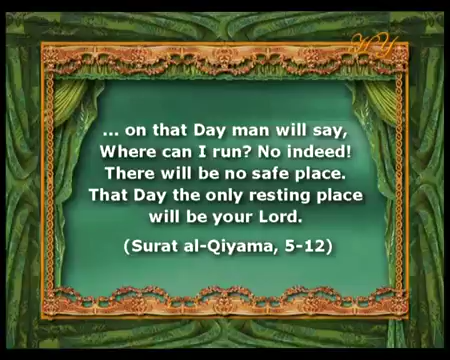 HY
... on that Day man will say,
Where can I run? No indeed!
There will be no safe place.
That Day the only resting place
will be your Lord.
(Surat al-Qiyama, 5-12)